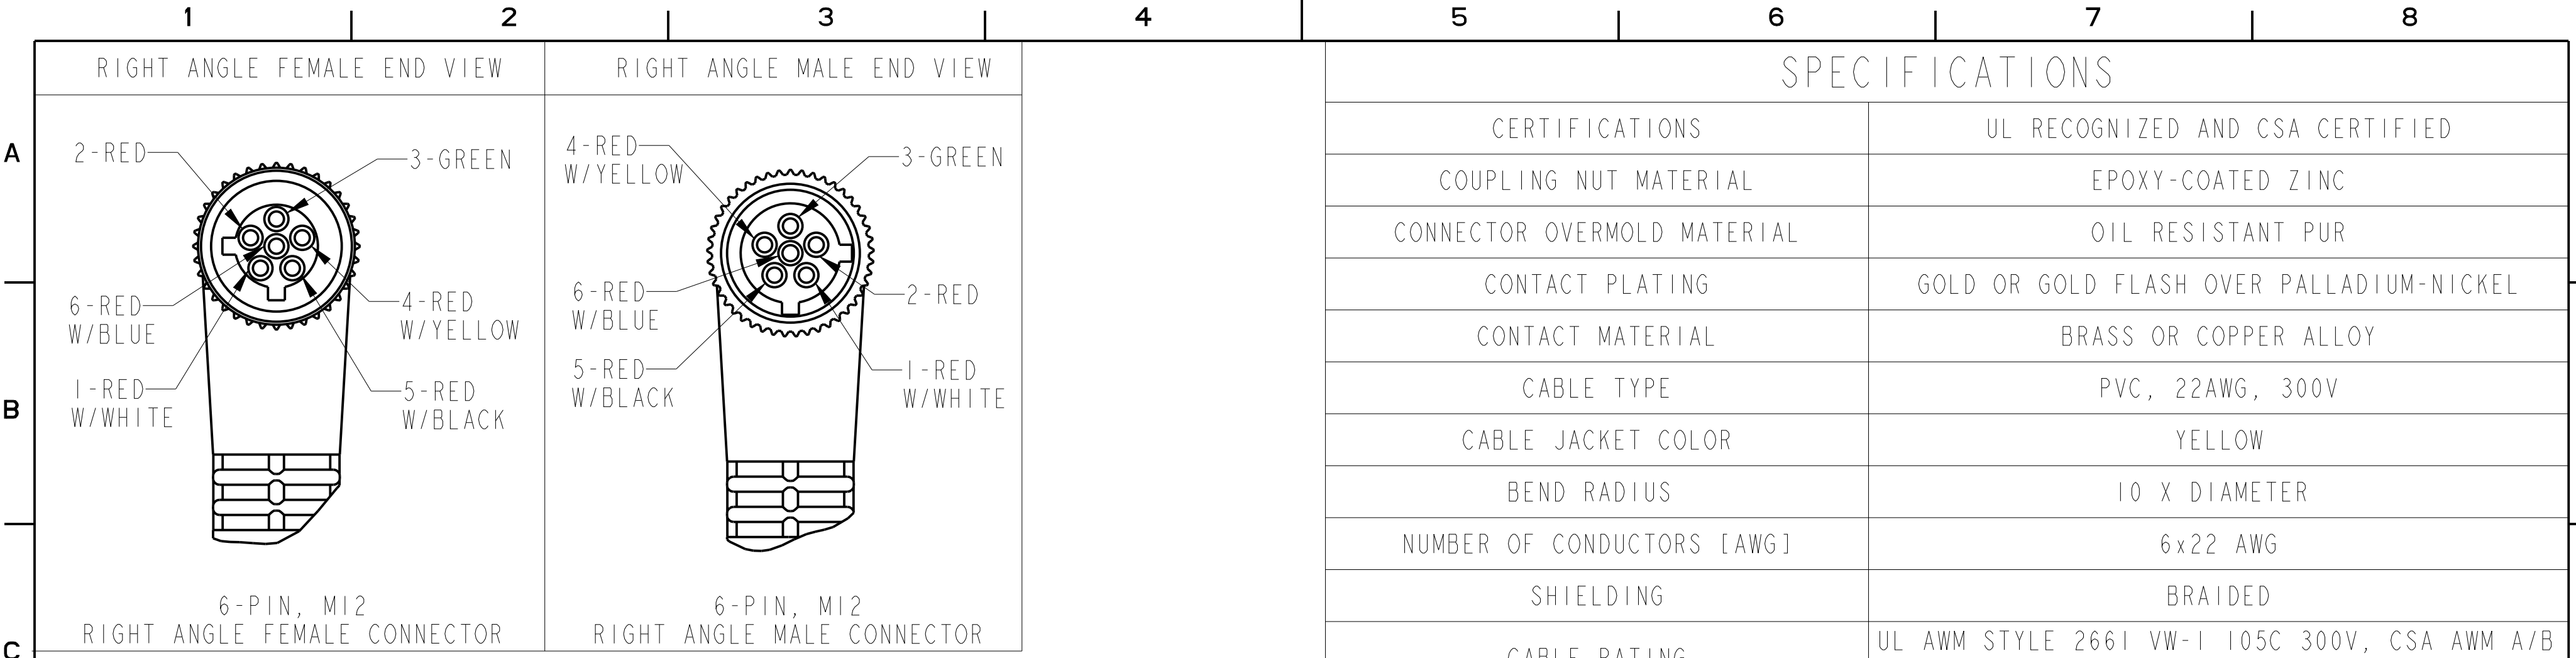 1 2 3 4 5 6 7 8
RIGHT ANGLE FEMALE END VIEW
RIGHT ANGLE MALE END VIEW
A
2-RED
3-GREEN
6-RED
W/BLUE
4-RED
W/YELLOW
1-RED
W/WHITE
5-RED
W/BLACK
6-PIN, M12
RIGHT ANGLE FEMALE CONNECTOR
4-RED
W/YELLOW
3-GREEN
6-RED
W/BLUE
2-RED
5-RED
W/BLACK
1-RED
W/WHITE
6-PIN, M12
RIGHT ANGLE MALE CONNECTOR
B
C
SPECIFICATIONS
CERTIFICATIONS UL RECOGNIZED AND CSA CERTIFIED
COUPLING NUT MATERIAL EPOXY-COATED ZINC
CONNECTOR OVERMOLD MATERIAL OIL RESISTANT PUR
CONTACT PLATING GOLD OR GOLD FLASH OVER PALLADIUM-NICKEL
CONTACT MATERIAL BRASS OR COPPER ALLOY
CABLE TYPE PVC, 22AWG, 300V
CABLE JACKET COLOR YELLOW
BEND RADIUS 10 X DIAMETER
NUMBER OF CONDUCTORS [AWG] 6x22 AWG
SHIELDING BRAIDED
CABLE RATING UL AWM STYLE 2661 VW-1 105C 300V, CSA AWM A/B